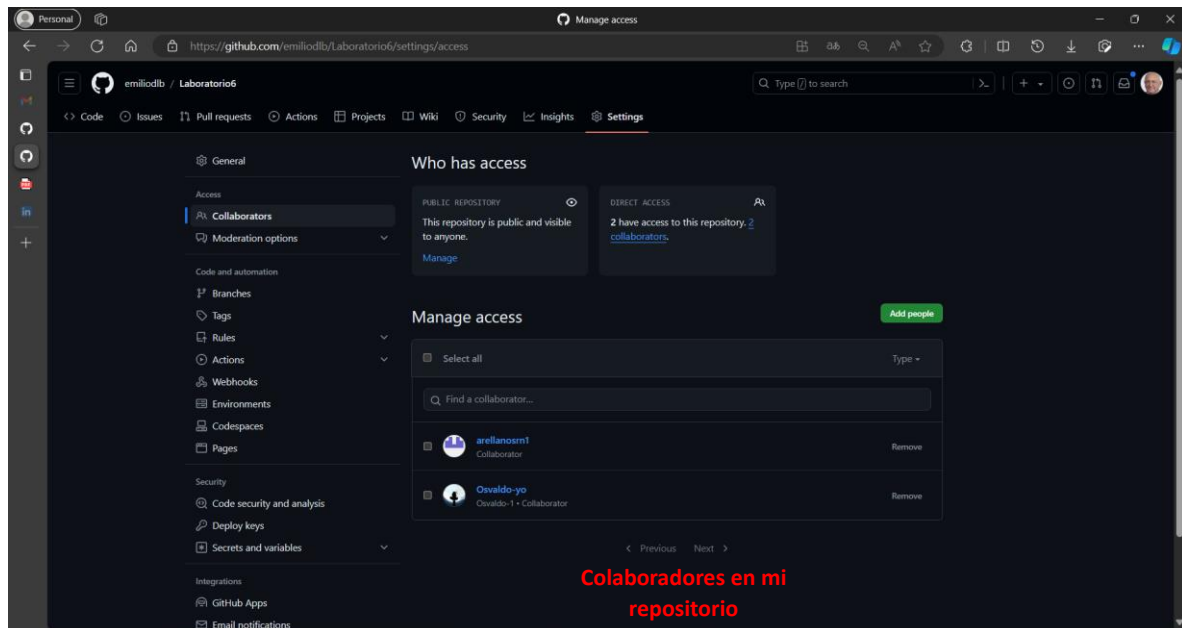 Personal
Manage access
https://github.com/emiliodlb/Laboratorio6/settings/access
emiliodlb / Laboratorio6
Type / to search
Code Issues Pull requests Actions Projects Wiki Security Insights Settings
General
Access
Collaborators
Moderation options
Code and automation
Branches
Tags
Rules
Actions
Webhooks
Environments
Codespaces
Pages
Security
Code security and analysis
Deploy keys
Secrets and variables
Integrations
GitHub Apps
Email notifications
Who has access
PUBLIC REPOSITORY
This repository is public and visible
to anyone.
Manage
DIRECT ACCESS
2 have access to this repository. 2
collaborators.
Manage access
Add people
Select all
Type
Find a collaborator...
arellanosrn1
Collaborator
Remove
Osvaldo-yo
Osvaldo-1 • Collaborator
Remove
Previous Next
Colaboradores en mi
repositorio